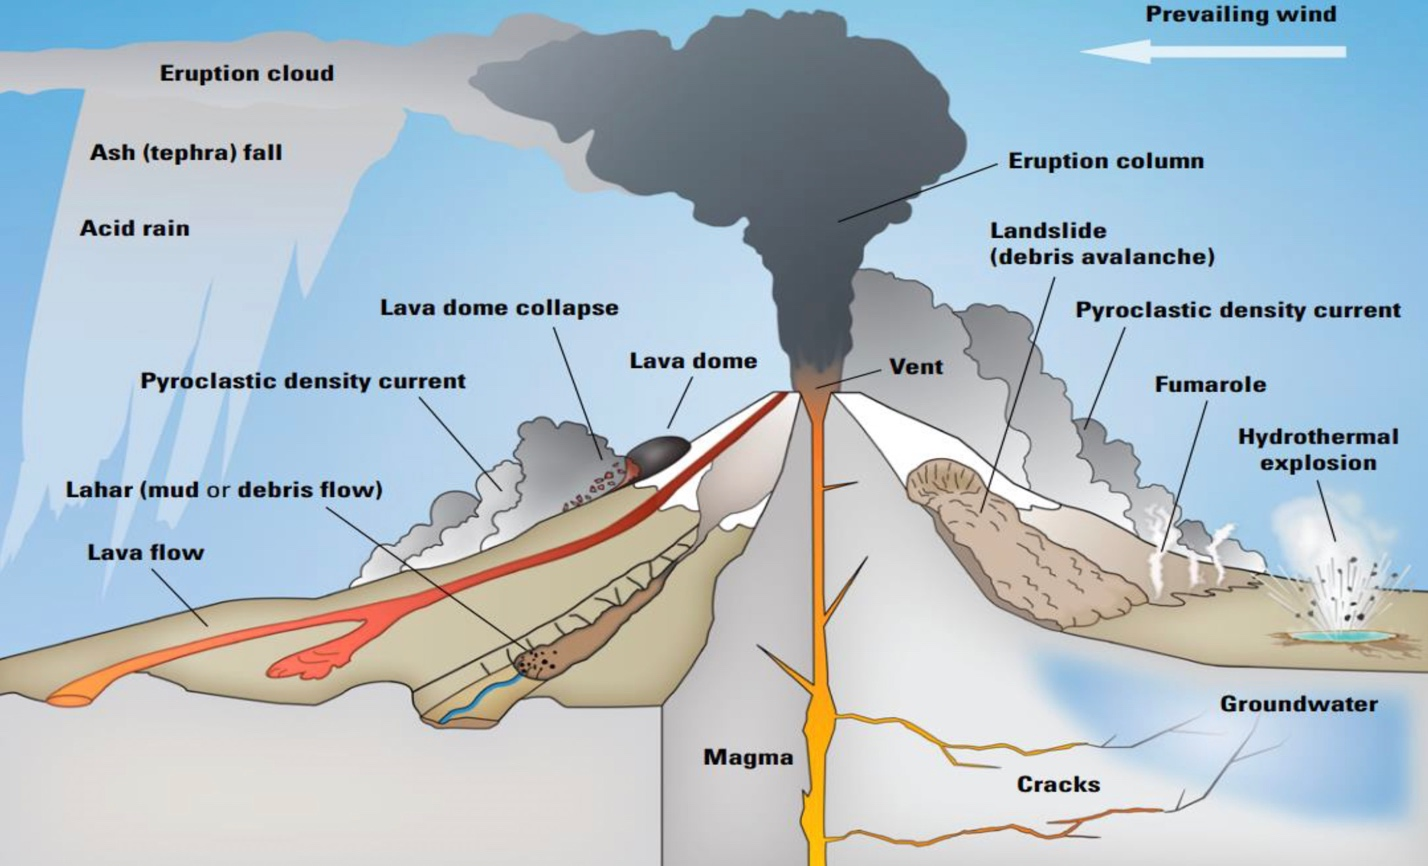 Prevailing wind
Eruption cloud
Ash (tephra) fall
Eruption column
Acid rain
Landslide
(debris avalanche)
Lava dome collapse
Pyroclastic density current
Lava dome
Vent
Pyroclastic density current
Fumarole
Hydrothermal
explosion
Lahar (mud or debris flow)
Lava flow
Groundwater
Magma
Cracks